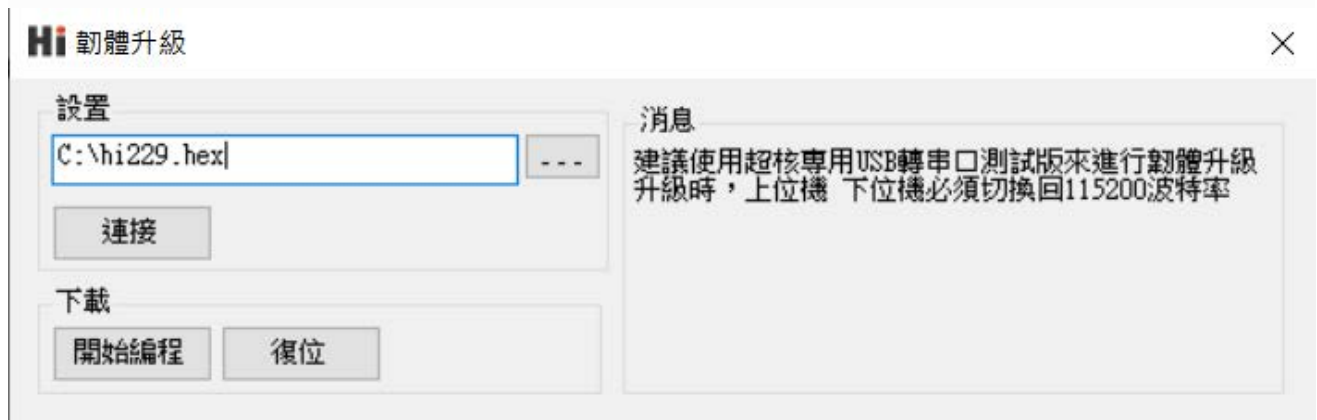 Hi 韌體升級
設置
C:\hi229.hex
...
連接
下載
開始編程
復位
消息
建議使用超核專用USB轉串口測試版來進行韌體升級
升級時，上位機 下位機必須切換回115200波特率